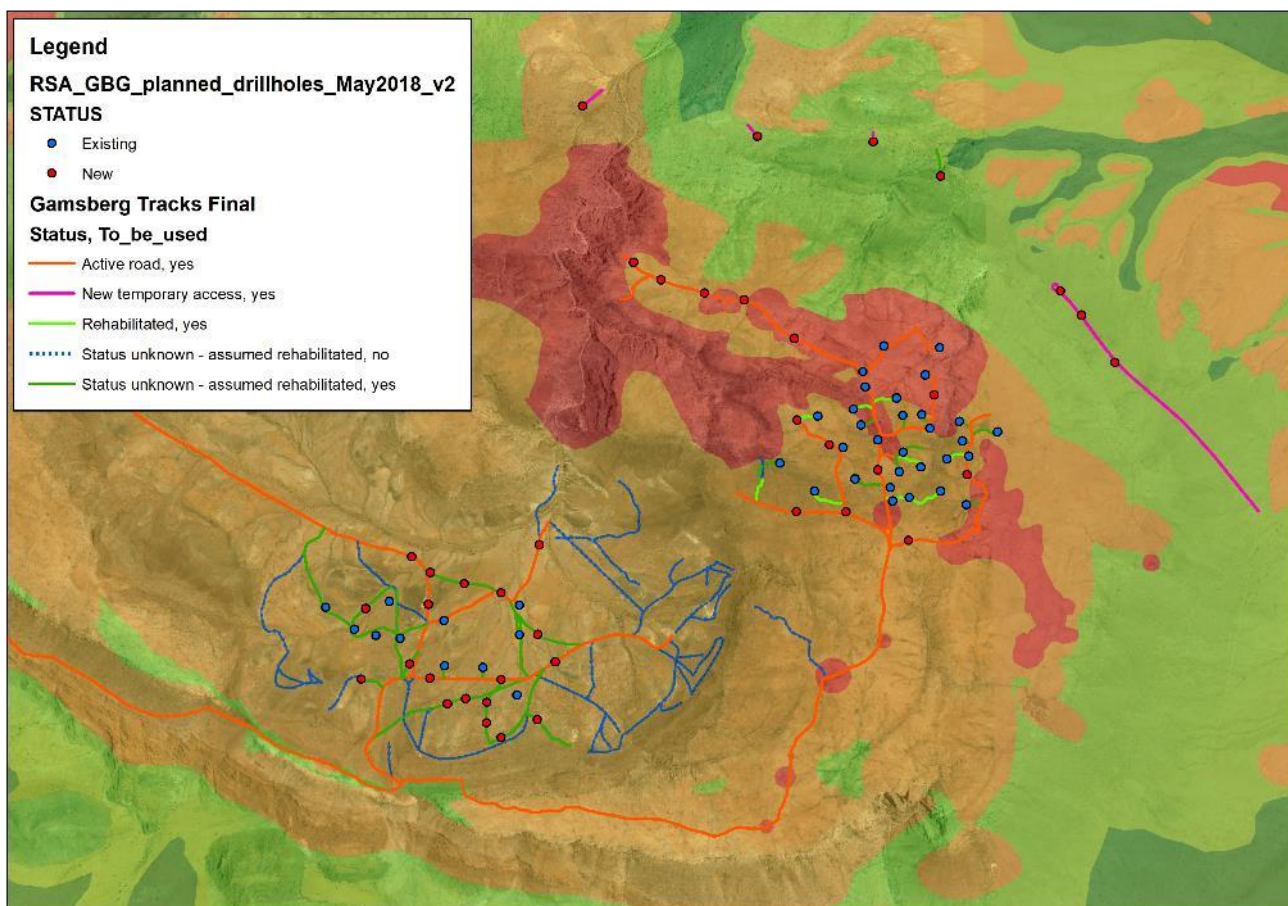 Legend
RSA_GBG_planned_drillholes_May2018_v2
STATUS
Existing
New
Gamsberg Tracks Final
Status, To_be_used
Active road, yes
New temporary access, yes
Rehabilitated, yes
Status unknown - assumed rehabilitated, no
Status unknown - assumed rehabilitated, yes